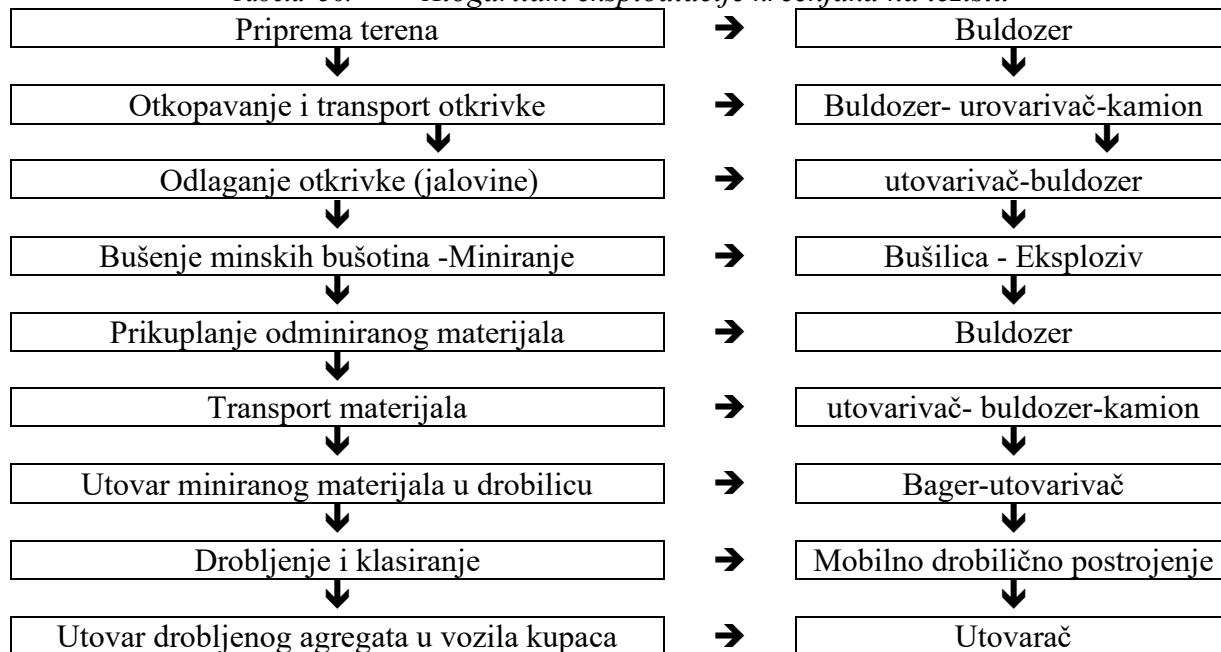 Priprema terena ➔ Buldozer
Otkopavanje i transport otkrivke ➔ Buldozer- urovarivač-kamion
Odlaganje otkrivke (jalovine) ➔ utovarivač-buldozer
Bušenje minskih bušotina -Miniranje ➔ Bušilica - Eksploziv
Prikuplanje odminiranog materijala ➔ Buldozer
Transport materijala ➔ utovarivač- buldozer-kamion
Utovar miniranog materijala u drobilicu ➔ Bager-utovarivač
Drobljenje i klasiranje ➔ Mobilno drobilično postrojenje
Utovar drobljenog agregata u vozila kupaca ➔ Utovarač